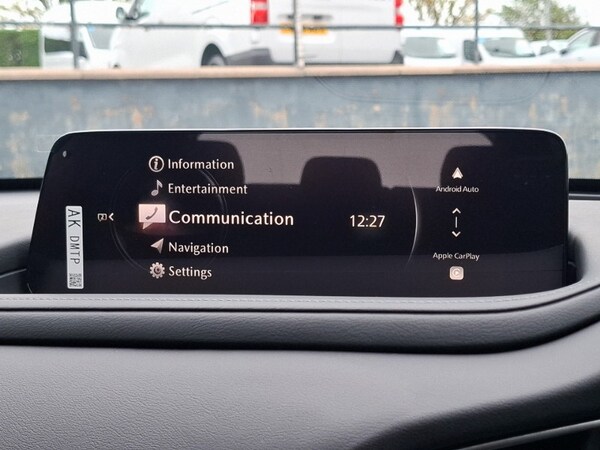 Information
Entertainment
Communication
Navigation
Settings
12:27
Android Auto
Apple CarPlay
AK DMTP